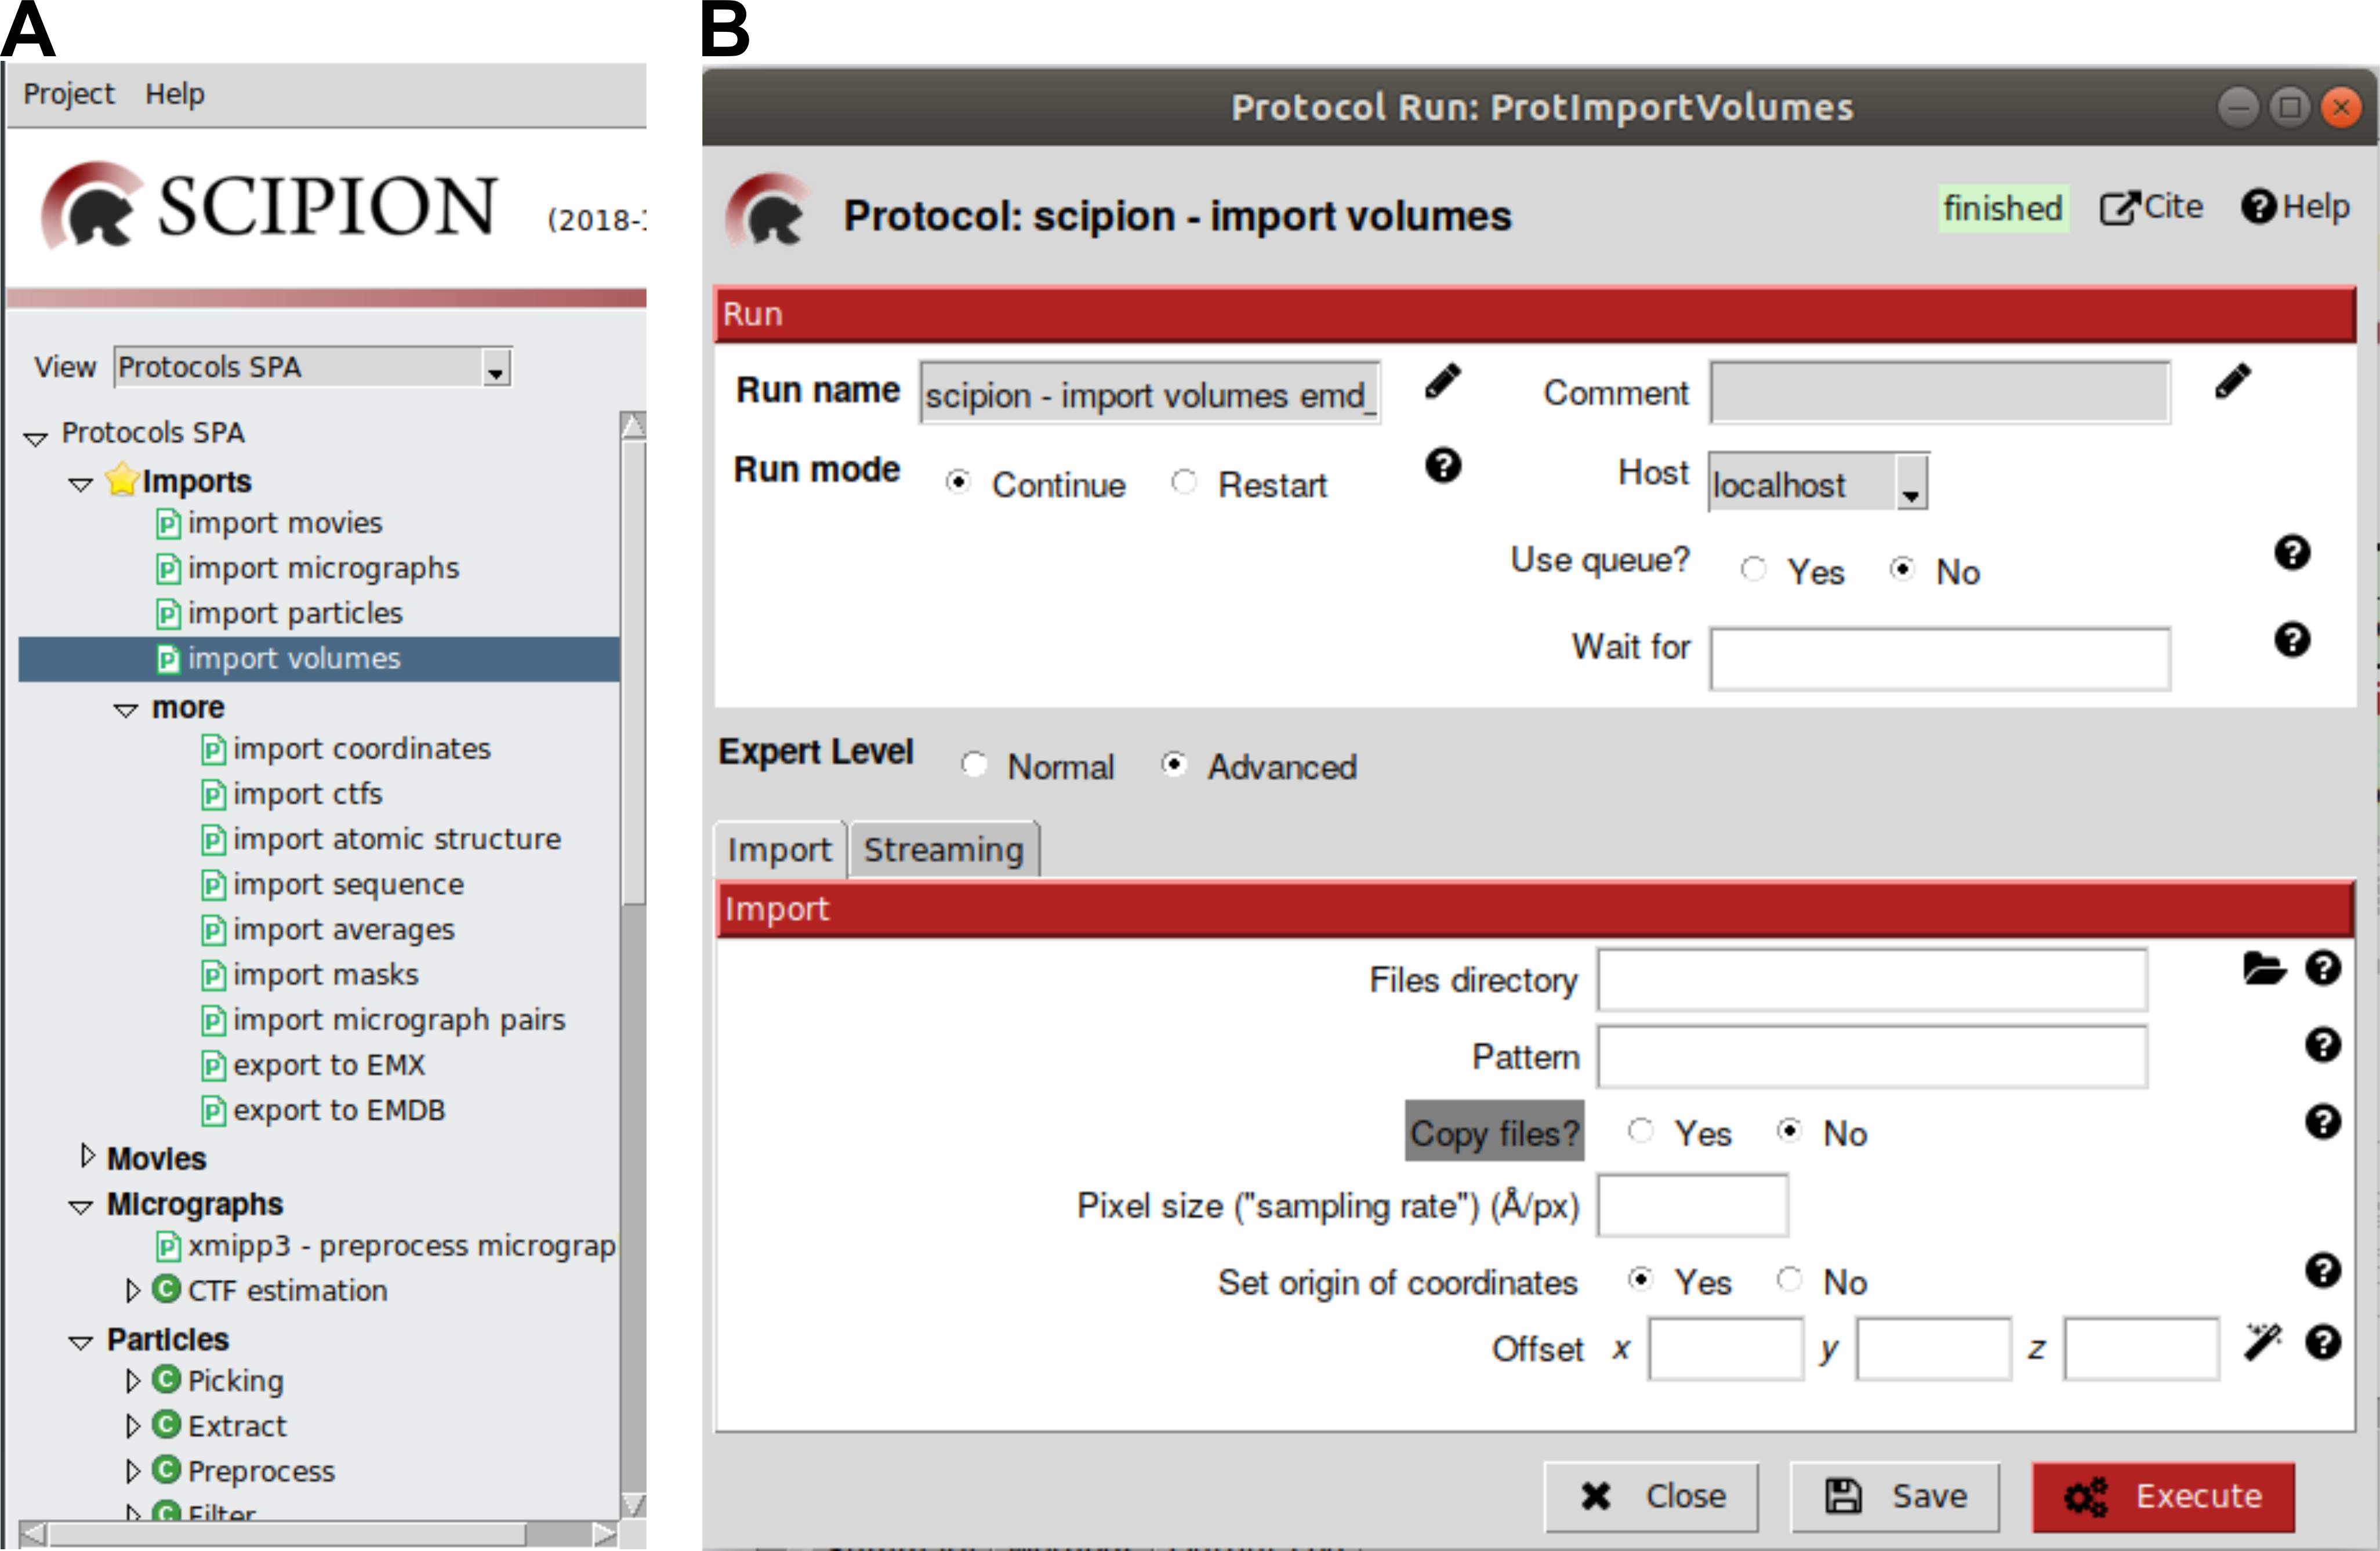 A
Project Help
SCIPION (2018-
View Protocols SPA
Protocols SPA
Imports
import movies
import micrographs
import particles
import volumes
more
import coordinates
import ctfs
import atomic structure
import sequence
import averages
import masks
import micrograph pairs
export to EMX
export to EMDB
Movies
Micrographs
xmipp3 - preprocess microgra
CTF estimation
Particles
Picking
Extract
Preprocess
Filter
B
Protocol Run: ProtImportVolumes
Protocol: scipion - import volumes finished Cite Help
Run
Run name scipion - import volumes emd_ Comment
Run mode Continue Restart Host localhost
Use queue? Yes No
Wait for
Expert Level Normal Advanced
Import Streaming
Import
Files directory
Pattern
Copy files? Yes No
Pixel size ("sampling rate") (Å/px)
Set origin of coordinates Yes No
Offset x y z
Close Save Execute